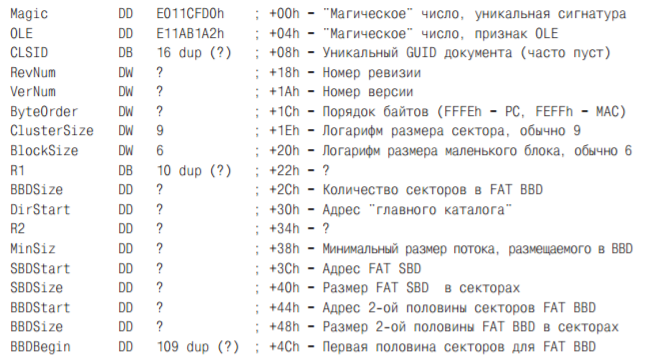 Magic DD E011CFD0h ; +00h – "Магическое" число, уникальная сигнатура
OLE DD E11AB1A2h ; +04h – "Магическое" число, признак OLE
CLSID DB 16 dup (?) ; +08h – Уникальный GUID документа (часто пуст)
RevNum DW ? ; +18h – Номер ревизии
VerNum DW ? ; +1Ah – Номер версии
ByteOrder DW ? ; +1Ch – Порядок байтов (FFFEh – PC, FEFFh – MAC)
ClusterSize DW 9 ; +1Eh – Логарифм размера сектора, обычно 9
BlockSize DW 6 ; +20h – Логарифм размера маленького блока, обычно 6
R1 DB 10 dup (?) ; +22h – ?
BBDSize DD ? ; +2Ch – Количество секторов в FAT BBD
DirStart DD ? ; +30h – Адрес "главного каталога"
R2 DD ? ; +34h – ?
MinSiz DD ? ; +38h – Минимальный размер потока, размещаемого в BBD
SBDStart DD ? ; +3Ch – Адрес FAT SBD
SBDSize DD ? ; +40h – Размер FAT SBD в секторах
BBDStart DD ? ; +44h – Адрес 2-ой половины секторов FAT BBD
BBDSize DD ? ; +48h – Размер 2-ой половины FAT BBD в секторах
BBDBegin DD 109 dup (?) ; +4Ch – Первая половина секторов для FAT BBD